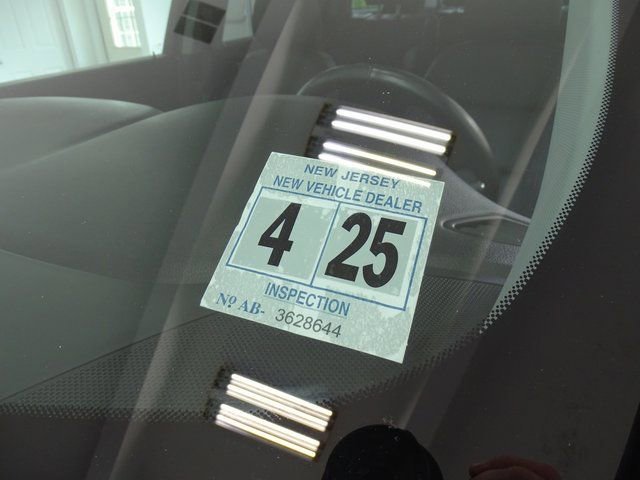 NEW JERSEY
NEW VEHICLE DEALER
4 25
INSPECTION
Nº AB- 3628644